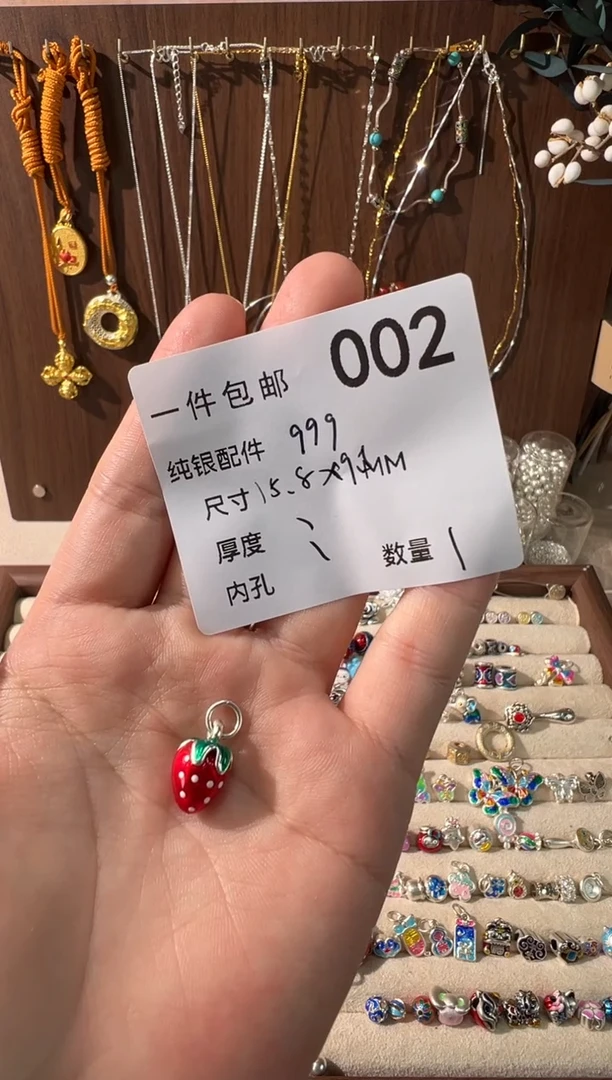 002
一件包邮
纯银配件 999
尺寸 15.8×9.1MM
厚度
数量 1
内孔